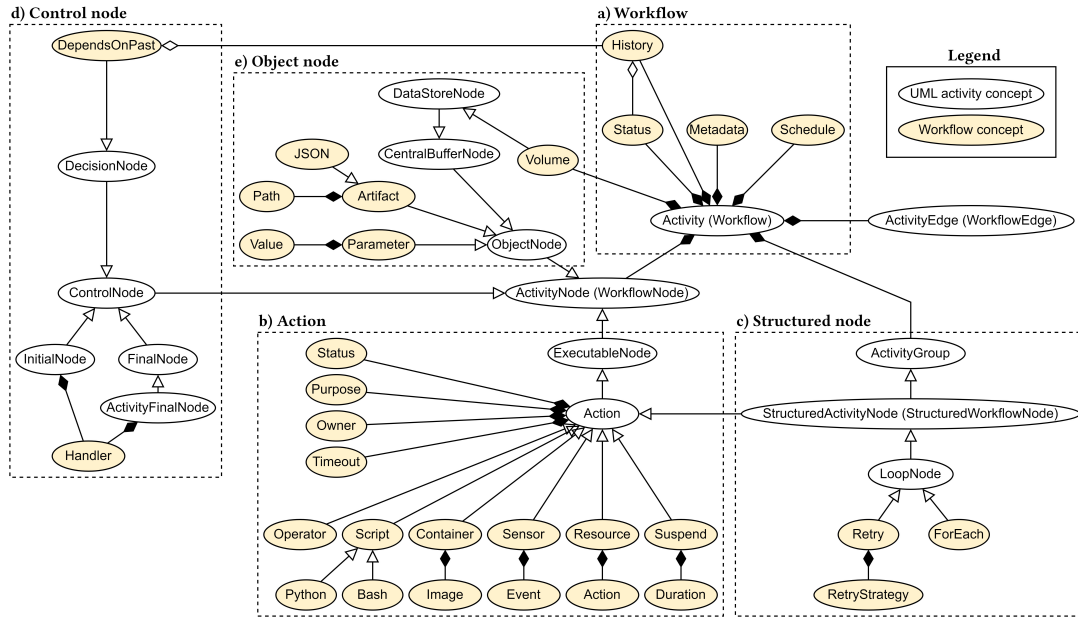 d) Control node
a) Workflow
DependsOnPast
History
e) Object node
Legend
DataStoreNode
UML activity concept
Status
Metadata
Schedule
Workflow concept
JSON
CentralBufferNode
Volume
DecisionNode
Path
Artifact
Activity (Workflow)
ActivityEdge (WorkflowEdge)
Value
Parameter
ObjectNode
ControlNode
ActivityNode (WorkflowNode)
b) Action
c) Structured node
InitialNode
FinalNode
Status
ExecutableNode
ActivityGroup
Purpose
ActivityFinalNode
Action
StructuredActivityNode (StructuredWorkflowNode)
Owner
Handler
Timeout
LoopNode
Operator
Script
Container
Sensor
Resource
Suspend
Retry
ForEach
Python
Bash
Image
Event
Action
Duration
RetryStrategy